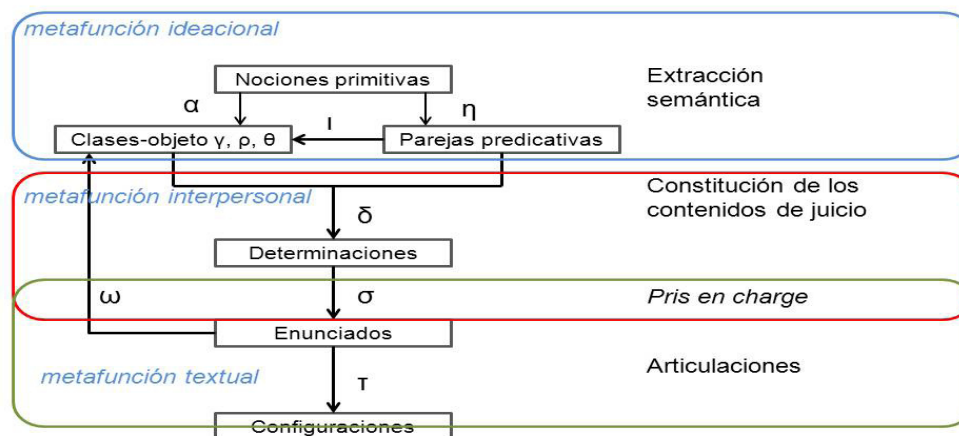 metafunción ideacional
Nociones primitivas
Extracción
semántica
α
η
ι
Clases-objeto γ, ρ, θ
Parejas predicativas
metafunción interpersonal
Constitución de los
contenidos de juicio
δ
Determinaciones
ω
σ
Pris en charge
Enunciados
metafunción textual
τ
Articulaciones
Configuraciones